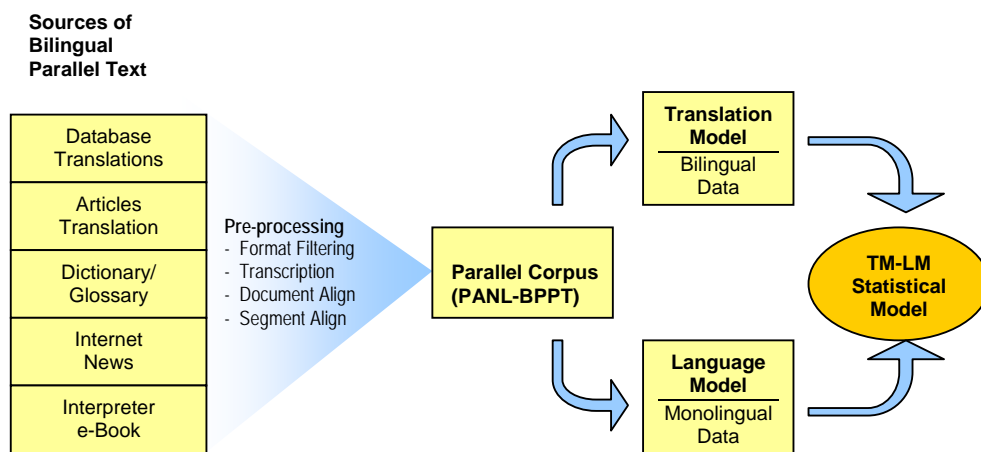 Sources of
Bilingual
Parallel Text
Database
Translations
Articles
Translation
Dictionary/
Glossary
Internet
News
Interpreter
e-Book
Pre-processing
- Format Filtering
- Transcription
- Document Align
- Segment Align
Parallel Corpus
(PANL-BPPT)
Translation
Model
Bilingual
Data
Language
Model
Monolingual
Data
TM-LM
Statistical
Model